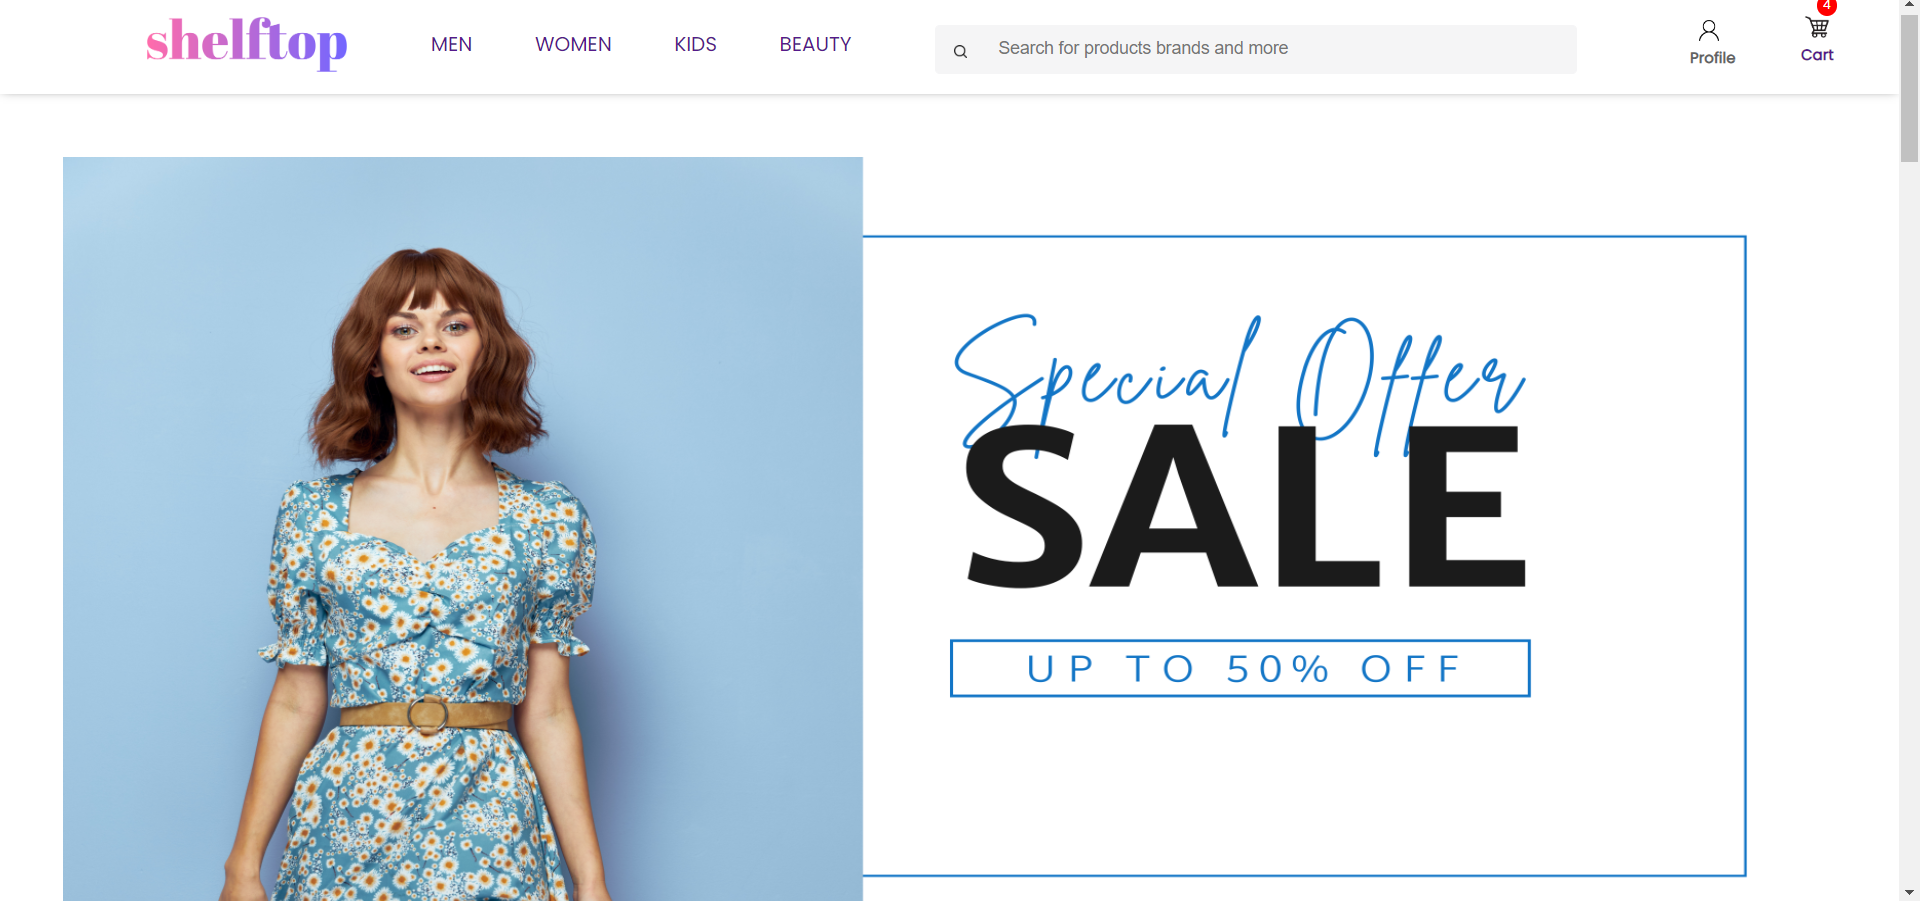 shelftop
MEN
WOMEN
KIDS
BEAUTY
Search for products brands and more
Profile
4
Cart
Special Offer
SALE
UP TO 50% OFF